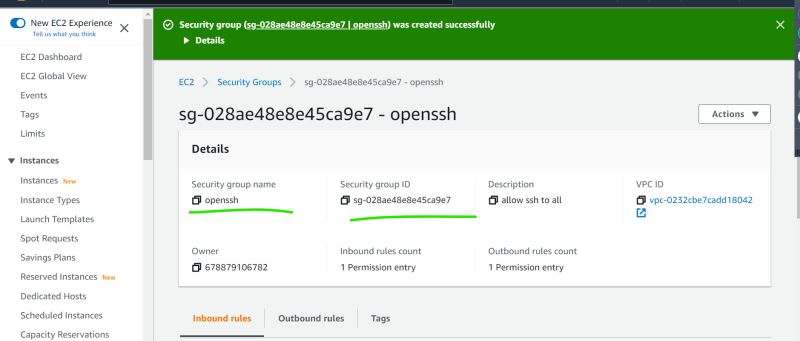 New EC2 Experience
Tell us what you think
EC2 Dashboard
EC2 Global View
Events
Tags
Limits
Instances
Instances New
Instance Types
Launch Templates
Spot Requests
Savings Plans
Reserved Instances New
Dedicated Hosts
Scheduled Instances
Capacity Reservations
Security group (sg-028ae48e8e45ca9e7 | openssh) was created successfully
Details
EC2 > Security Groups > sg-028ae48e8e45ca9e7 - openssh
sg-028ae48e8e45ca9e7 - openssh
Actions
Details
Security group name
openssh
Security group ID
sg-028ae48e8e45ca9e7
Description
allow ssh to all
VPC ID
vpc-0232cbe7cadd18042
Owner
678879106782
Inbound rules count
1 Permission entry
Outbound rules count
1 Permission entry
Inbound rules
Outbound rules
Tags